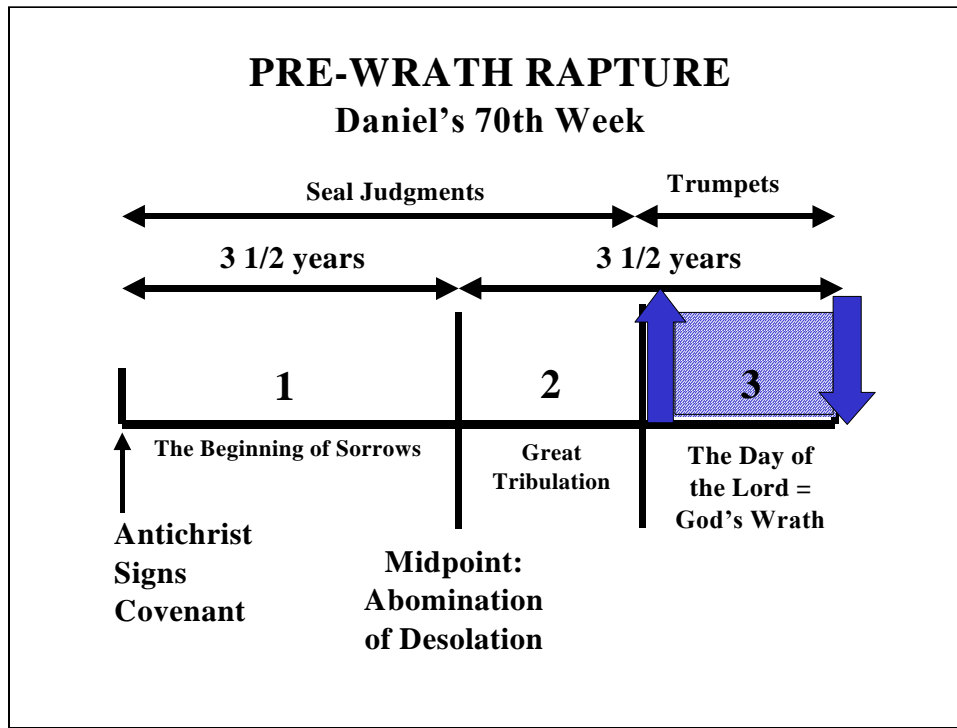 PRE-WRATH RAPTURE
Daniel's 70th Week
Seal Judgments
Trumpets
3 1/2 years
3 1/2 years
1
2
3
The Beginning of Sorrows
Great
Tribulation
The Day of
the Lord =
God's Wrath
Antichrist
Signs
Covenant
Midpoint:
Abomination
of Desolation